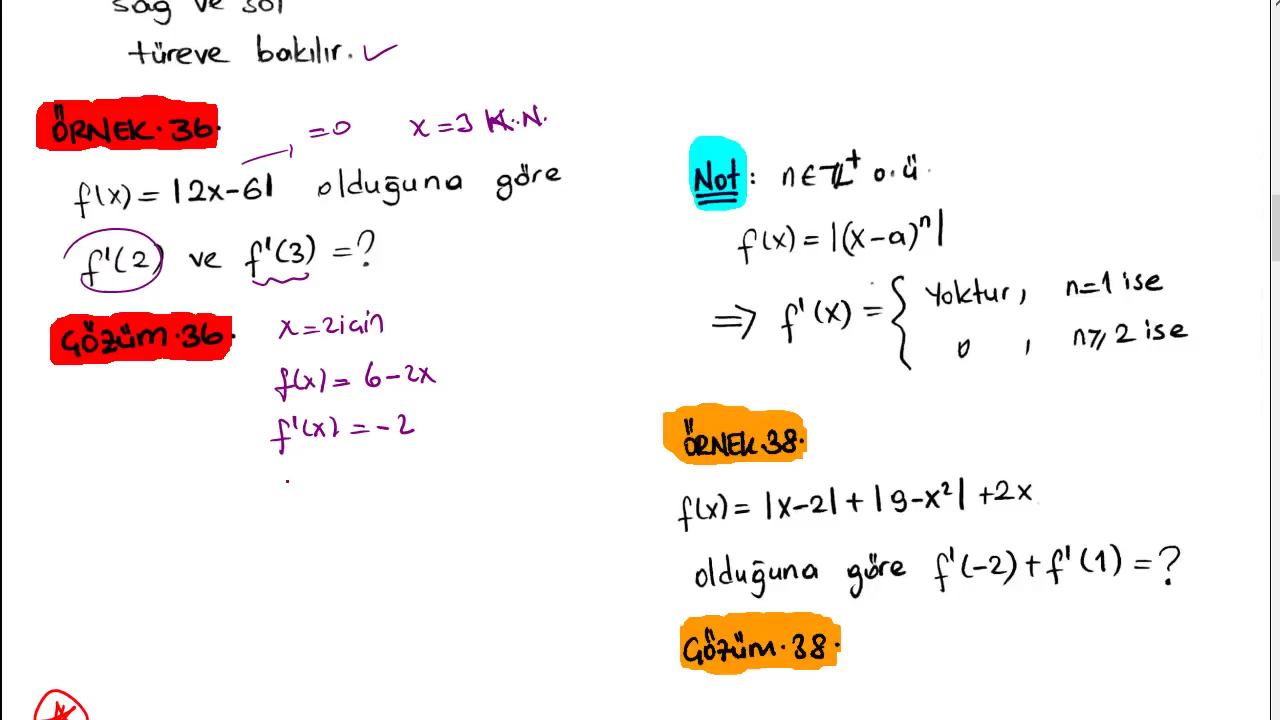 sağ ve sol
türeve bakılır. ✓
ÖRNEK.36.
=0 x=3 K.N.
f(x) = |2x-6| olduğuna göre
f'(2) ve f'(3) = ?
ÇÖZÜM.36.
x=2 için
f(x) = 6-2x
f'(x) = -2
Not: n∈Z⁺ o.ü.
f(x) = |(x-a)ⁿ|
⇒ f'(x) = { Yoktur, n=1 ise
0 , n≥2 ise
ÖRNEK.38.
f(x) = |x-2| + |9-x²| +2x
olduğuna göre f'(-2) + f'(1) = ?
ÇÖZÜM.38.